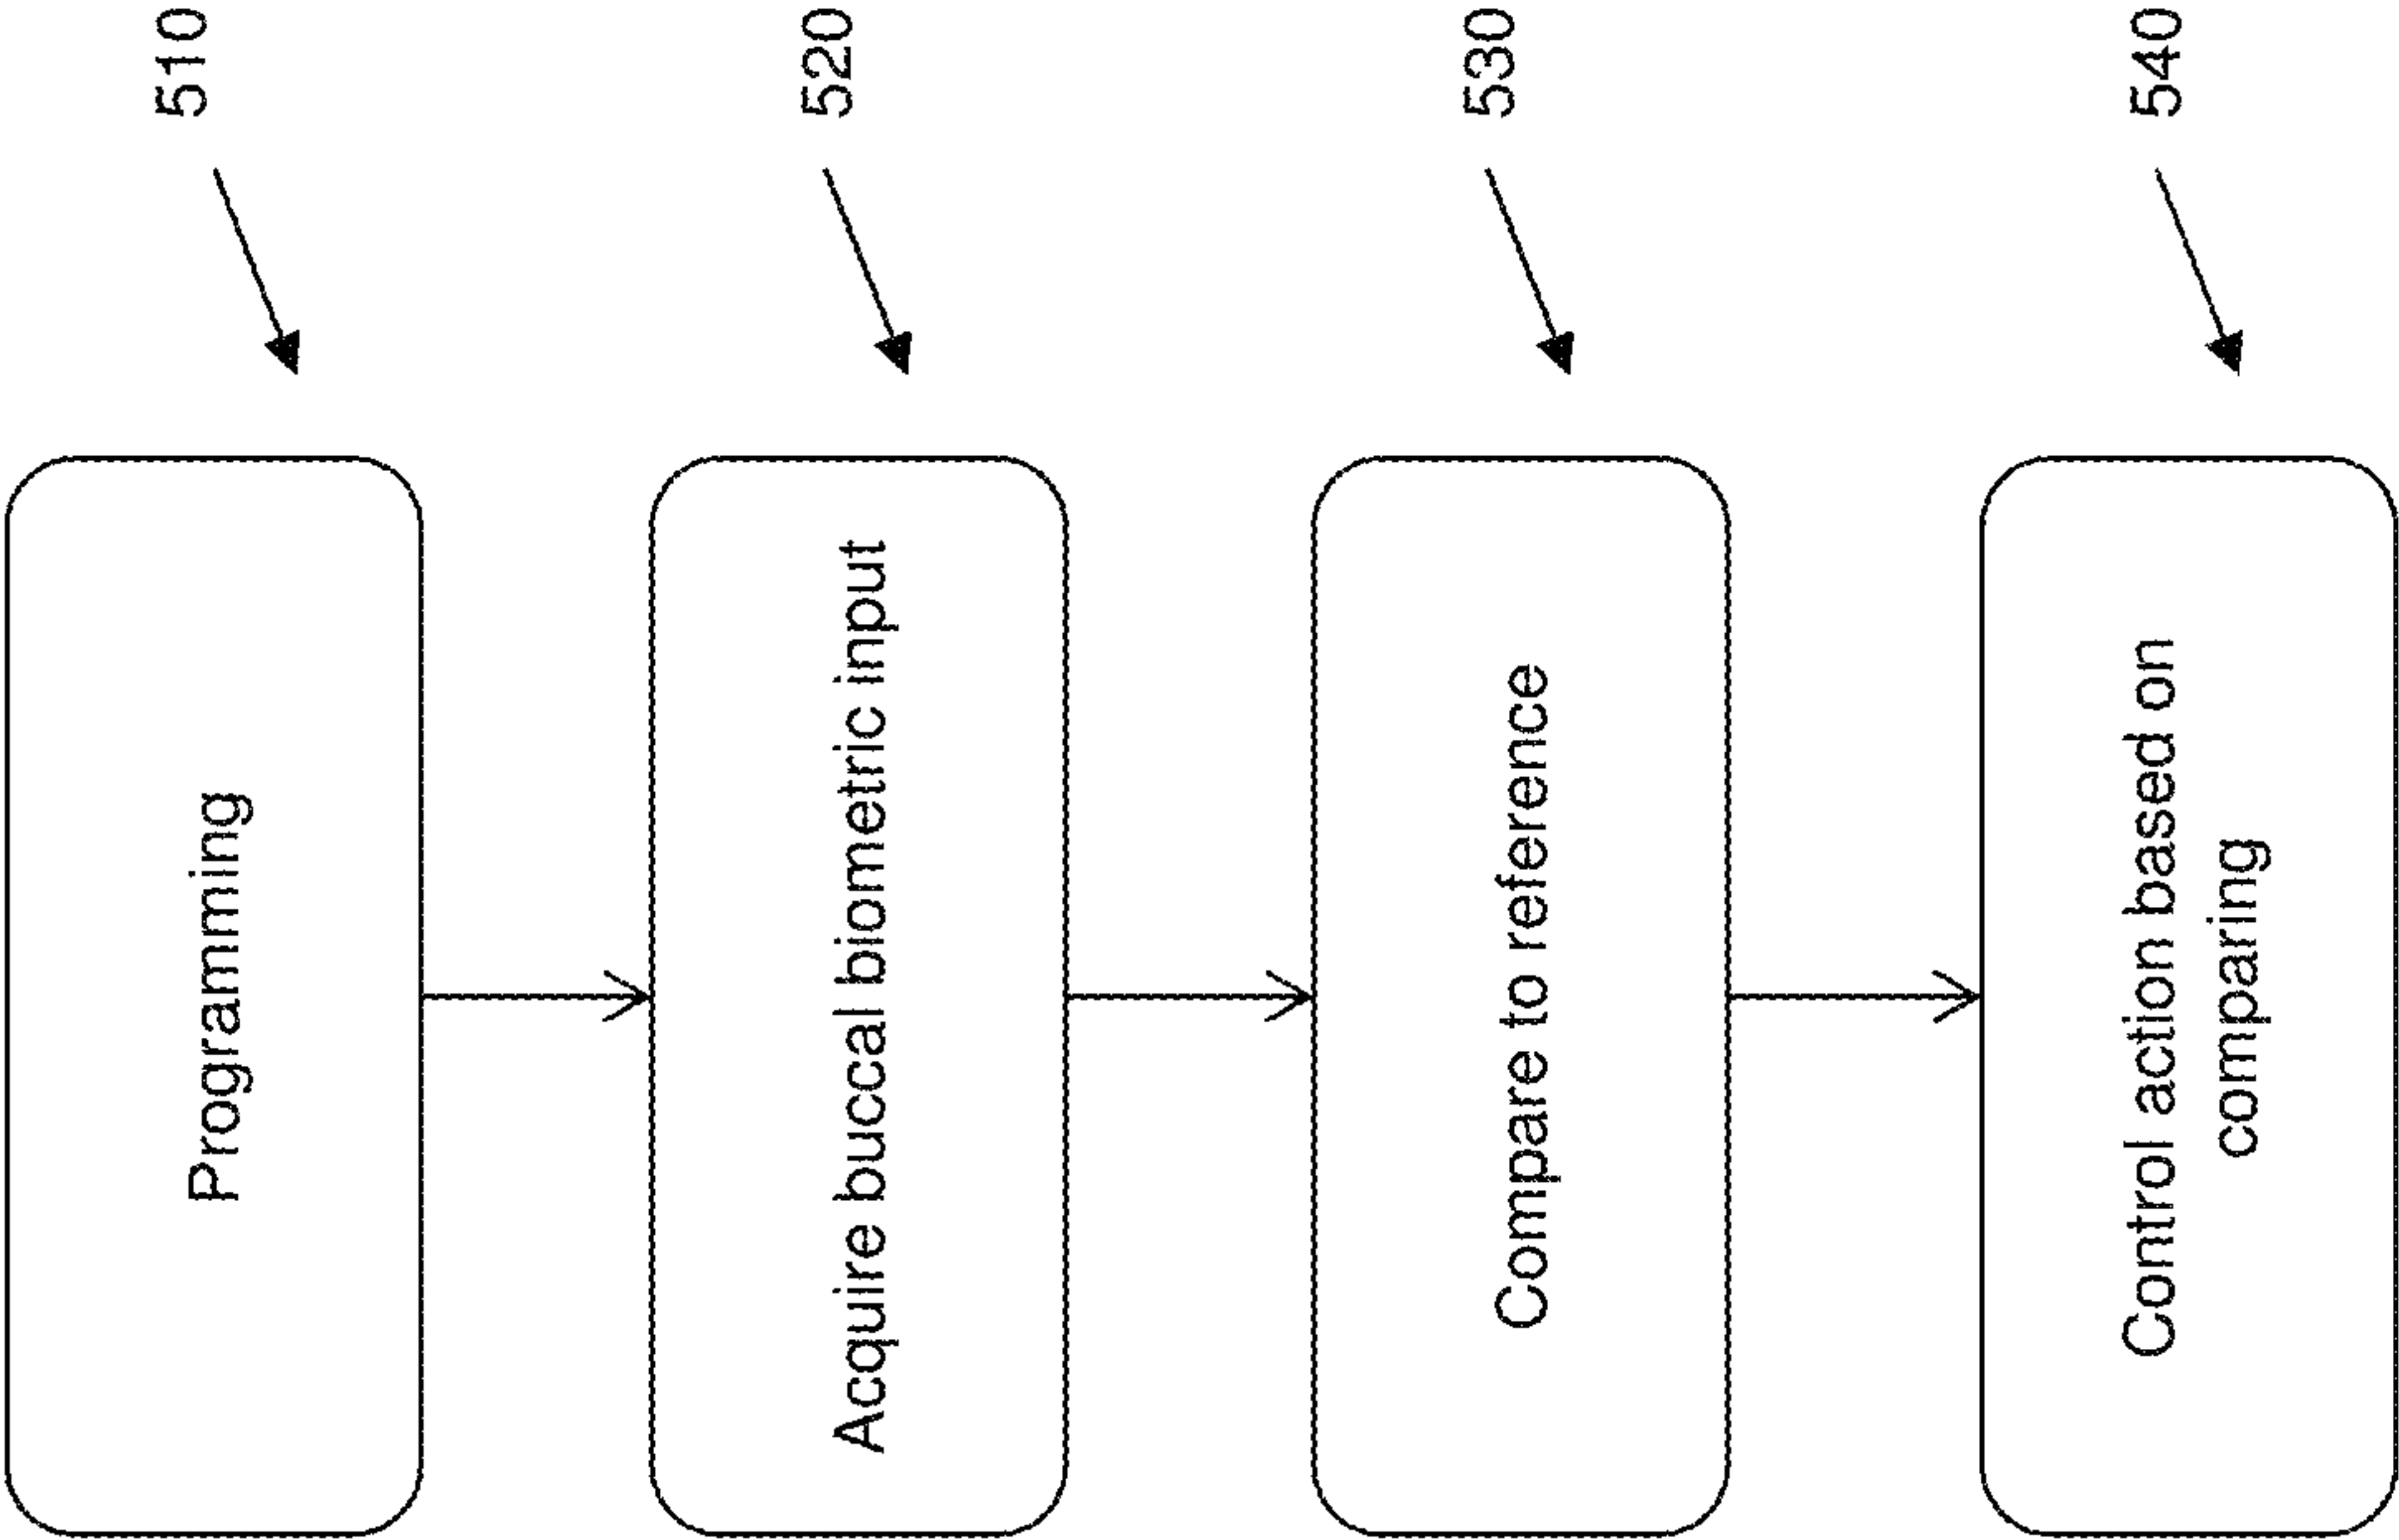 Programming
510
Acquire buccal biometric input
520
Compare to reference
530
Control action based on
comparing
540